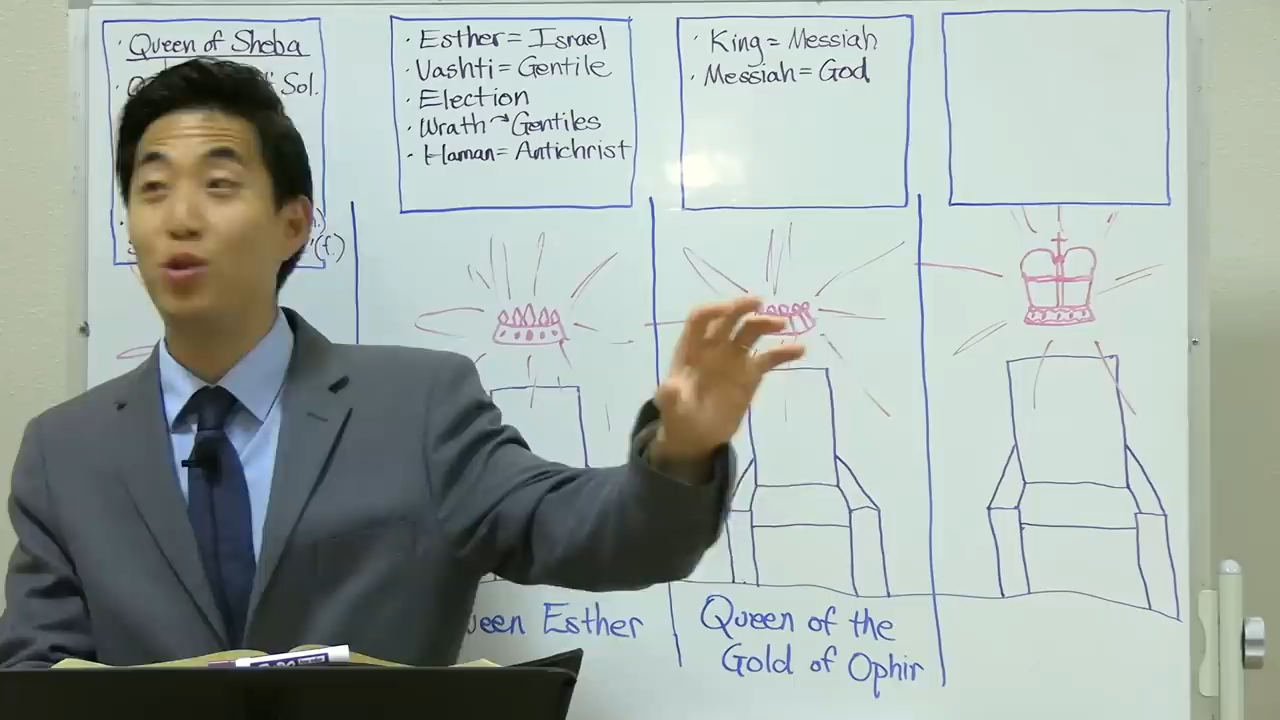 · Queen of Sheba
Sol.
(f.)
· Esther = Israel
· Vashti = Gentile
· Election
· Wrath → Gentiles
· Haman = Antichrist
· King = Messiah
· Messiah = God
ueen Esther
Queen of the
Gold of Ophir